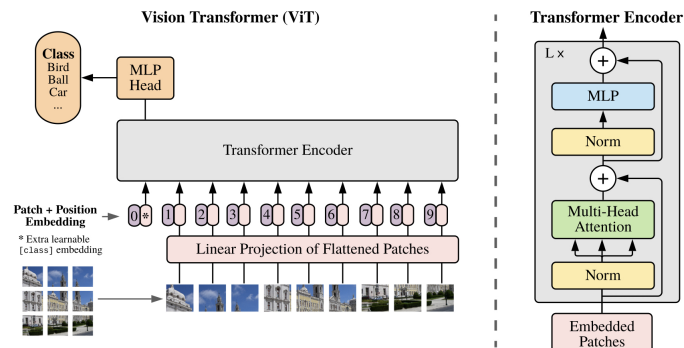 Vision Transformer (ViT)
Class
Bird
Ball
Car
...
MLP
Head
Transformer Encoder
Patch + Position
Embedding
0 * 1 2 3 4 5 6 7 8 9
* Extra learnable
[class] embedding
Linear Projection of Flattened Patches
Transformer Encoder
L x
+
MLP
Norm
+
Multi-Head
Attention
Norm
Embedded
Patches